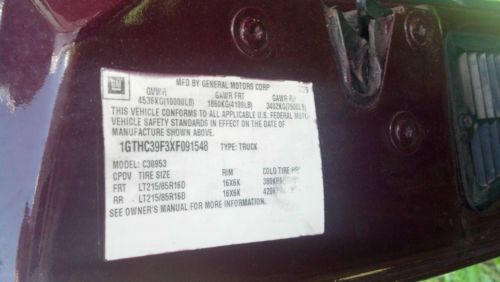 GM
MFD BY GENERAL MOTORS CORP
GVWR GAWR FRT GAWR RR
4536KG(10000LB) 1860KG(4100LB) 3402KG(7500LB)
THIS VEHICLE CONFORMS TO ALL APPLICABLE U.S. FEDERAL
VEHICLE SAFETY STANDARDS IN EFFECT ON THE DATE OF
MANUFACTURE SHOWN ABOVE.
1GTHC39F3XF091548 TYPE: TRUCK
MODEL: C30953
CPDV TIRE SIZE RIM COLD TIRE
FRT LT215/85R16D 16X6K 380KPA
RR LT215/85R16D 16X6K
SEE OWNER'S MANUAL FOR MORE INFORMATION.